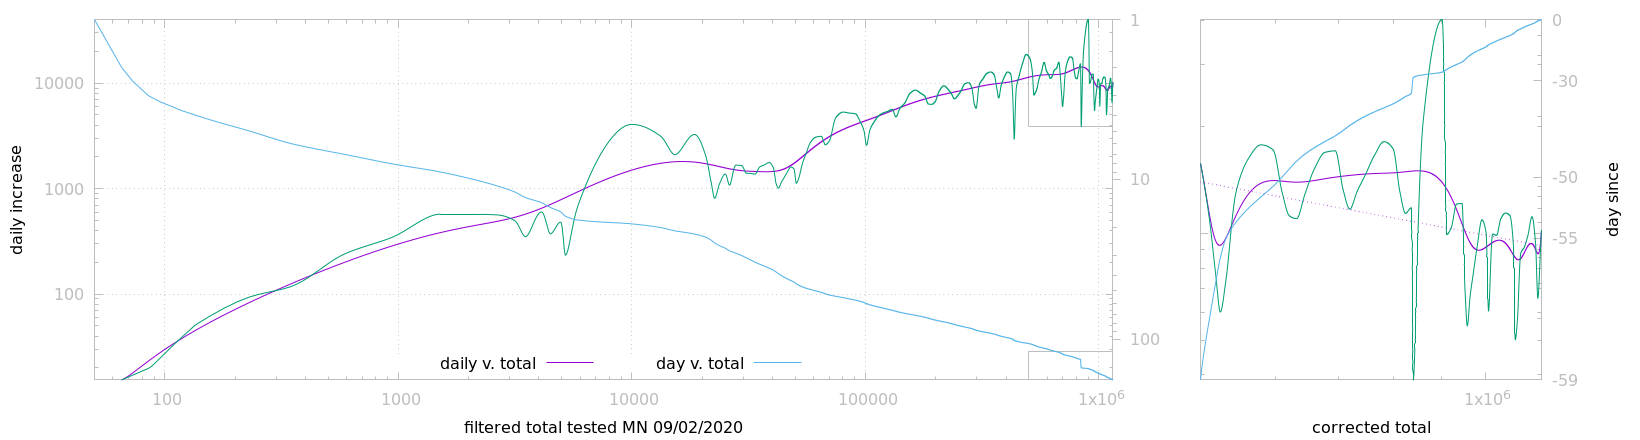 daily increase
10000
1000
100
100
1000
10000
100000
1x10^6
1
10
100
daily v. total
day v. total
filtered total tested MN 09/02/2020
0
-30
-50
-55
-59
day since
1x10^6
corrected total